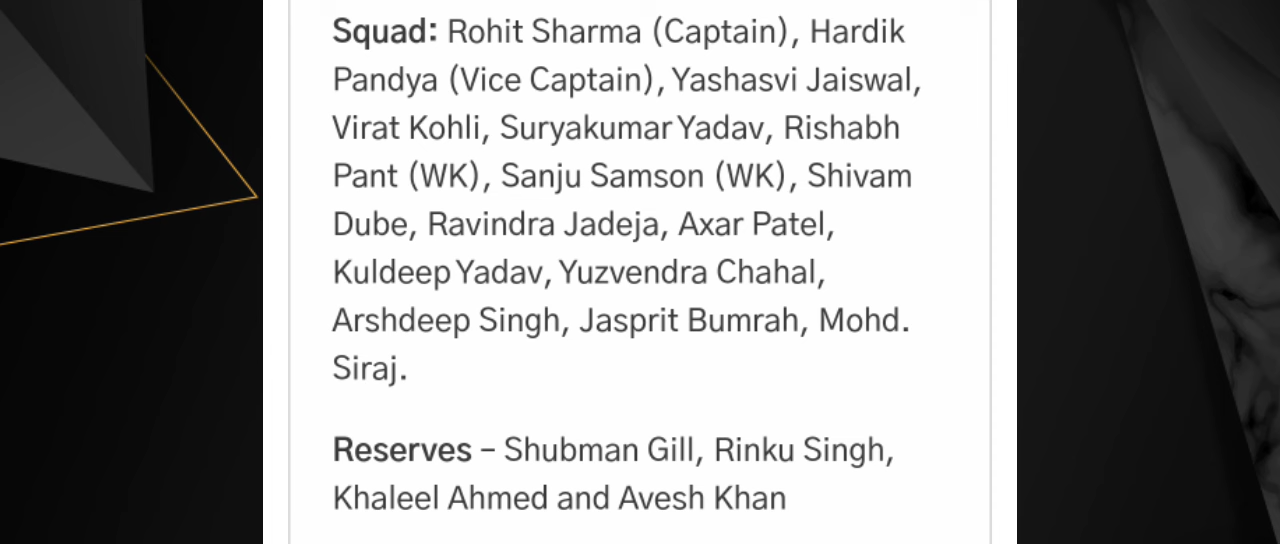 Squad: Rohit Sharma (Captain), Hardik
Pandya (Vice Captain), Yashasvi Jaiswal,
Virat Kohli, Suryakumar Yadav, Rishabh
Pant (WK), Sanju Samson (WK), Shivam
Dube, Ravindra Jadeja, Axar Patel,
Kuldeep Yadav, Yuzvendra Chahal,
Arshdeep Singh, Jasprit Bumrah, Mohd.
Siraj.
Reserves – Shubman Gill, Rinku Singh,
Khaleel Ahmed and Avesh Khan